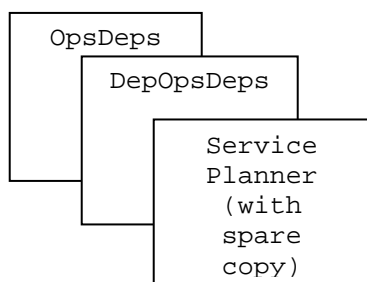 OpsDeps
DepOpsDeps
Service
Planner
(with
spare
copy)